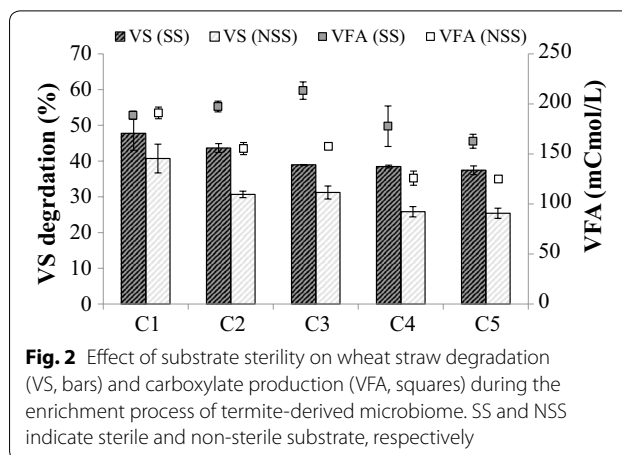 VS (SS) VS (NSS) VFA (SS) VFA (NSS)
VS degrdation (%)
70
60
50
40
30
20
10
0
C1 C2 C3 C4 C5
250
200
150
100
50
0
VFA (mCmol/L)
Fig. 2 Effect of substrate sterility on wheat straw degradation
(VS, bars) and carboxylate production (VFA, squares) during the
enrichment process of termite-derived microbiome. SS and NSS
indicate sterile and non-sterile substrate, respectively